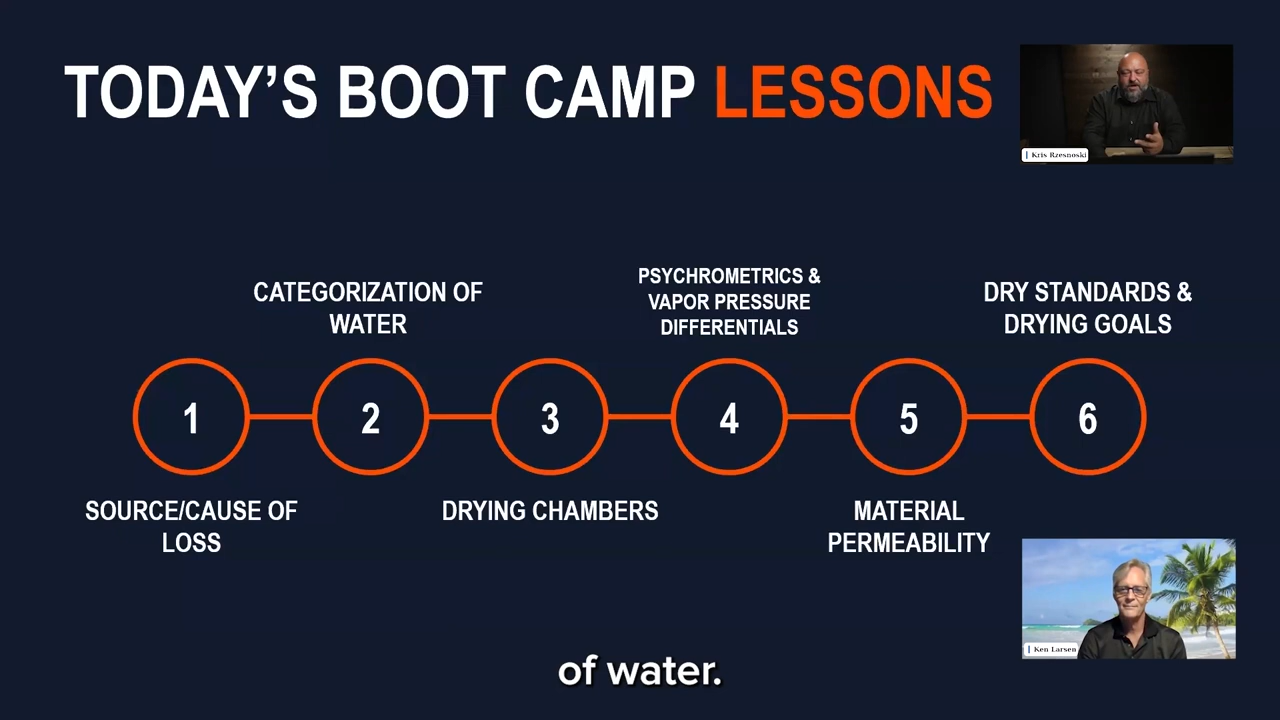 TODAY'S BOOT CAMP LESSONS
Kris Rzesnoski
CATEGORIZATION OF
WATER
PSYCHROMETRICS &
VAPOR PRESSURE
DIFFERENTIALS
DRY STANDARDS &
DRYING GOALS
1
2
3
4
5
6
SOURCE/CAUSE OF
LOSS
DRYING CHAMBERS
MATERIAL
PERMEABILITY
Ken Larsen
of water.